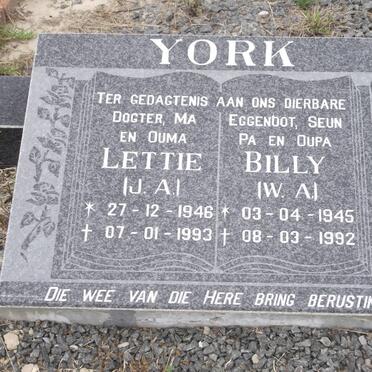 YORK
TER GEDAGTENIS AAN ONS DIERBARE
DOGTER, MA
EN OUMA
LETTIE
(J. A.)
* 27 - 12 - 1946
† 07 - 01 - 1993
EGGENOOT, SEUN
PA EN OUPA
BILLY
(W. A.)
* 03 - 04 - 1945
† 08 - 03 - 1992
DIE WEE VAN DIE HERE BRING BERUSTIN